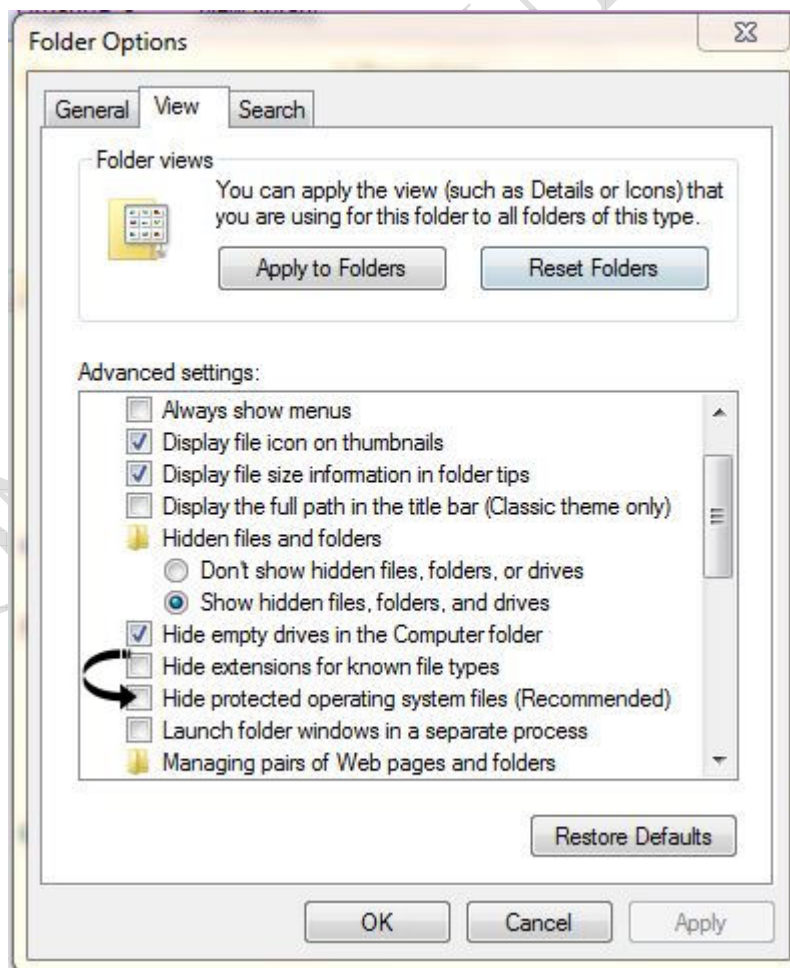 Folder Options
General View Search
Folder views
You can apply the view (such as Details or Icons) that
you are using for this folder to all folders of this type.
Apply to Folders Reset Folders
Advanced settings:
Always show menus
Display file icon on thumbnails
Display file size information in folder tips
Display the full path in the title bar (Classic theme only)
Hidden files and folders
Don't show hidden files, folders, or drives
Show hidden files, folders, and drives
Hide empty drives in the Computer folder
Hide extensions for known file types
Hide protected operating system files (Recommended)
Launch folder windows in a separate process
Managing pairs of Web pages and folders
Restore Defaults
OK Cancel Apply